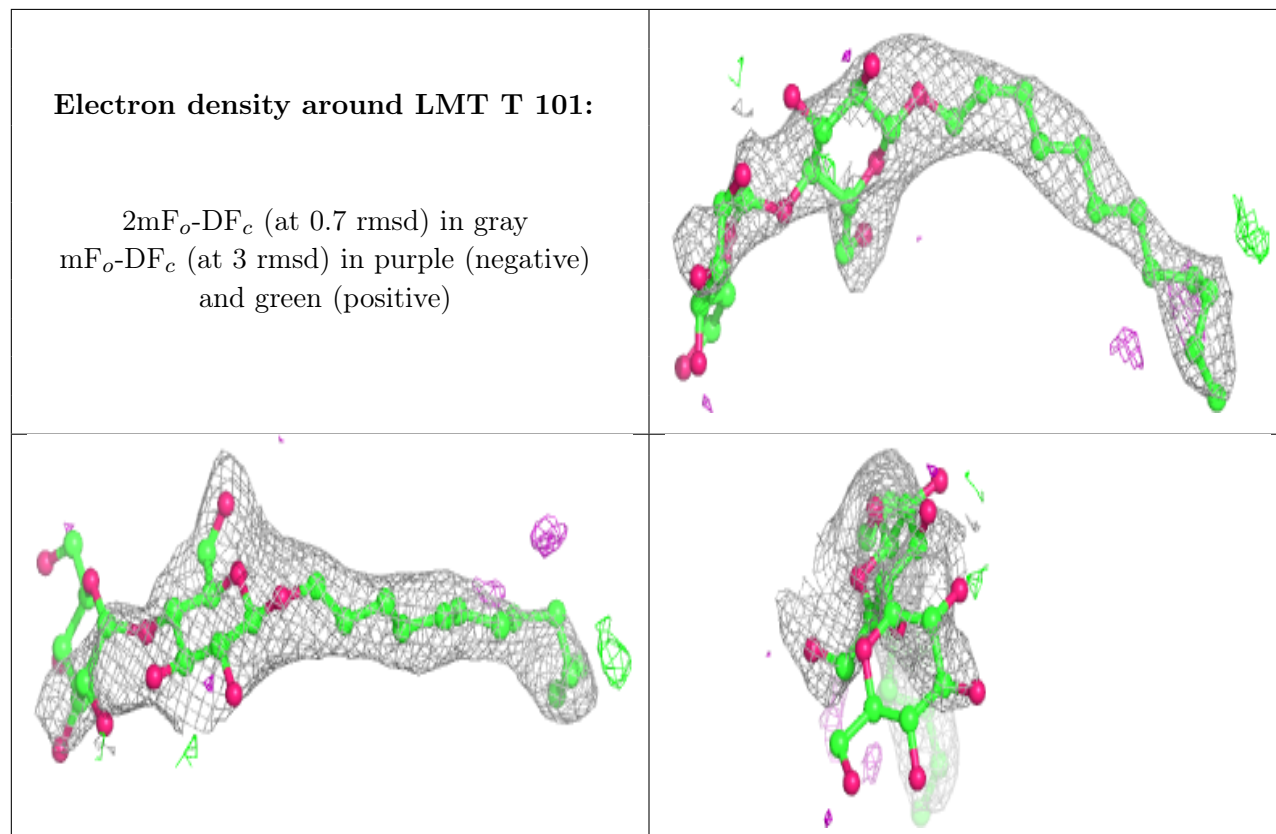 Electron density around LMT T 101:
2mFo-DFc (at 0.7 rmsd) in gray
mFo-DFc (at 3 rmsd) in purple (negative)
and green (positive)